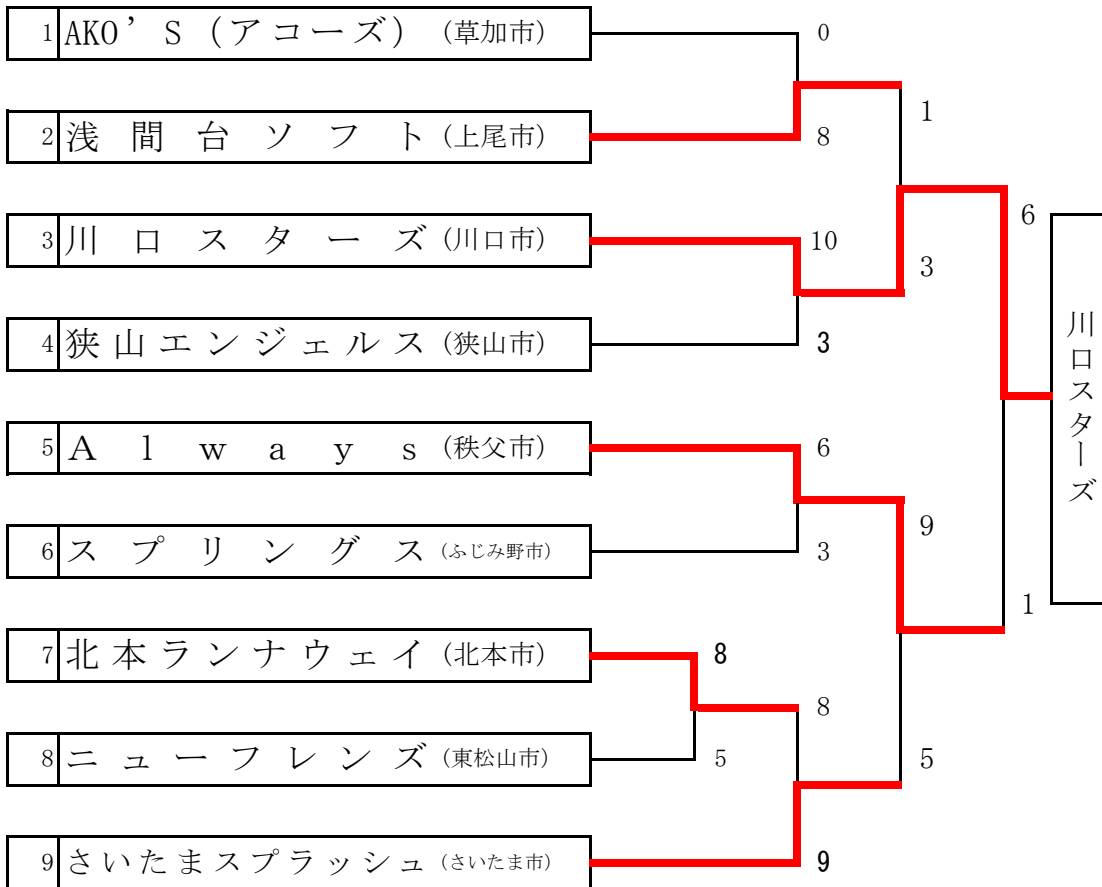 1 AKO’S（アコーズ）（草加市）
0
1
2 浅間台ソフト（上尾市）
8
6
3 川口スターズ（川口市）
10
3
4 狭山エンジェルス（狭山市）
3
川口スターズ
5 Always（秩父市）
6
9
6 スプリングス（ふじみ野市）
3
1
7 北本ランナウェイ（北本市）
8
8
8 ニューフレンズ（東松山市）
5
5
9 さいたまスプラッシュ（さいたま市）
9